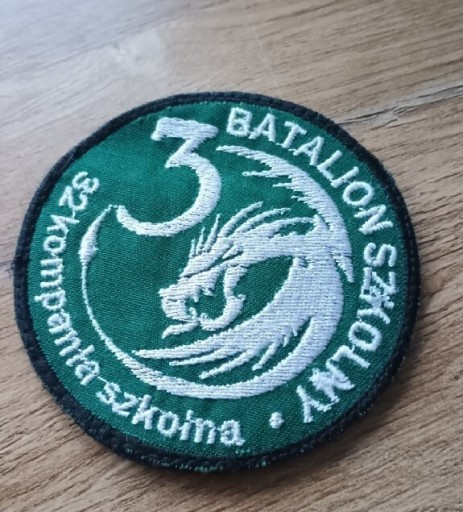 3 BATALION SZKOLNY
32 kompania szkolna